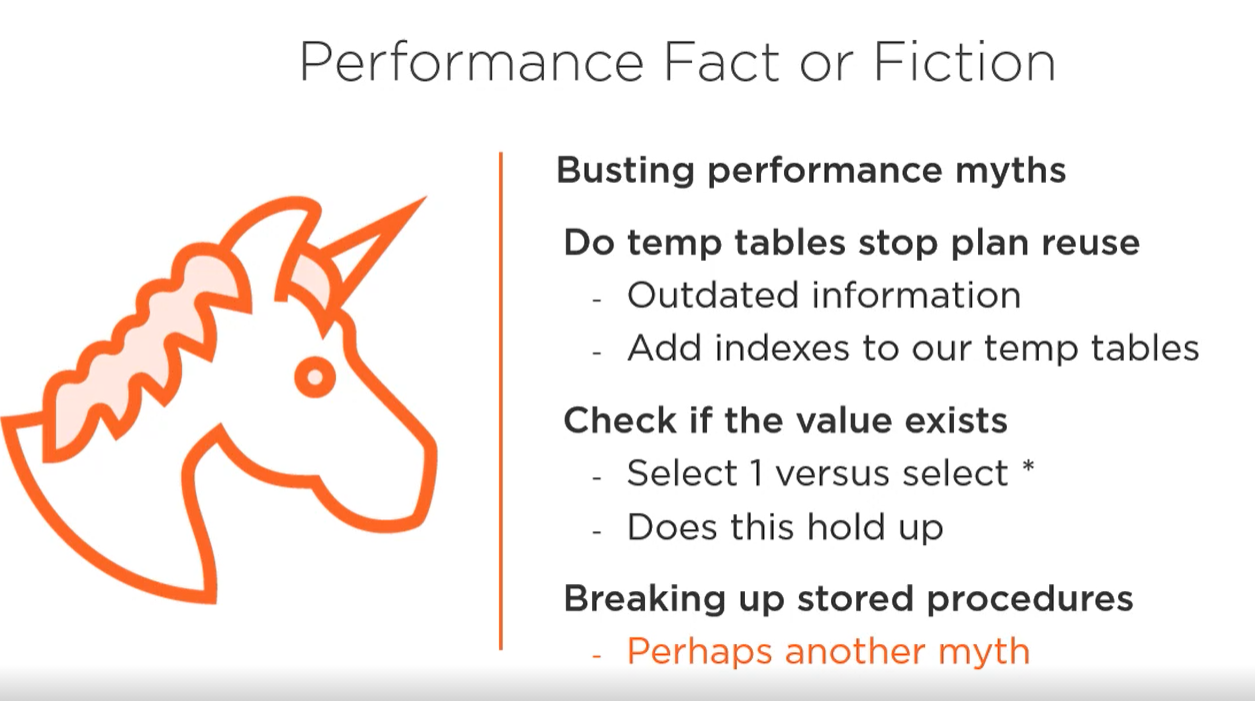 Performance Fact or Fiction
Busting performance myths
Do temp tables stop plan reuse
- Outdated information
- Add indexes to our temp tables
Check if the value exists
- Select 1 versus select *
- Does this hold up
Breaking up stored procedures
- Perhaps another myth